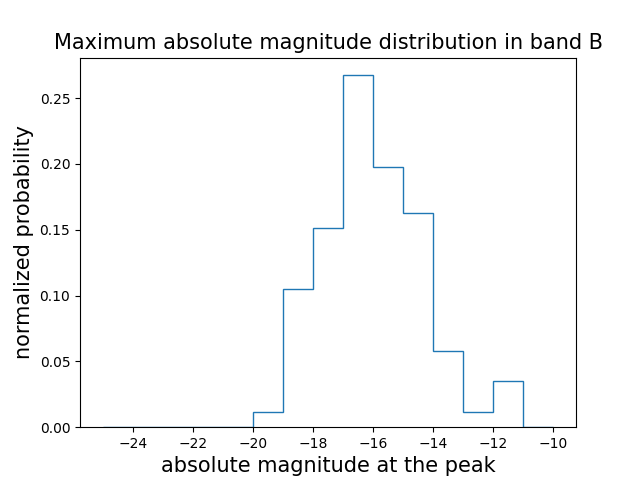 Maximum absolute magnitude distribution in band B
normalized probability
0.25
0.20
0.15
0.10
0.05
0.00
−24 −22 −20 −18 −16 −14 −12 −10
absolute magnitude at the peak